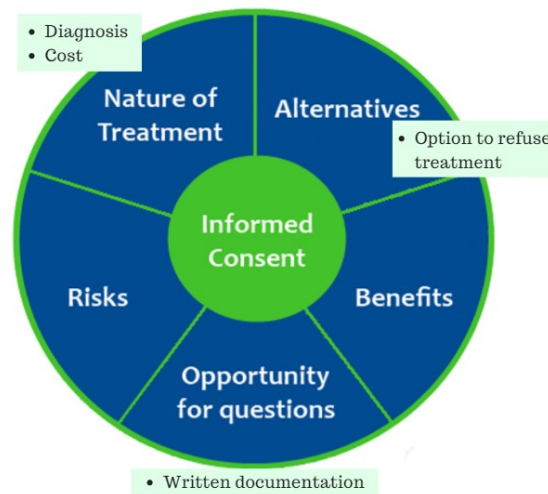 • Diagnosis
• Cost
Nature of
Treatment
Alternatives
• Option to refuse
treatment
Informed
Consent
Risks
Benefits
Opportunity
for questions
• Written documentation